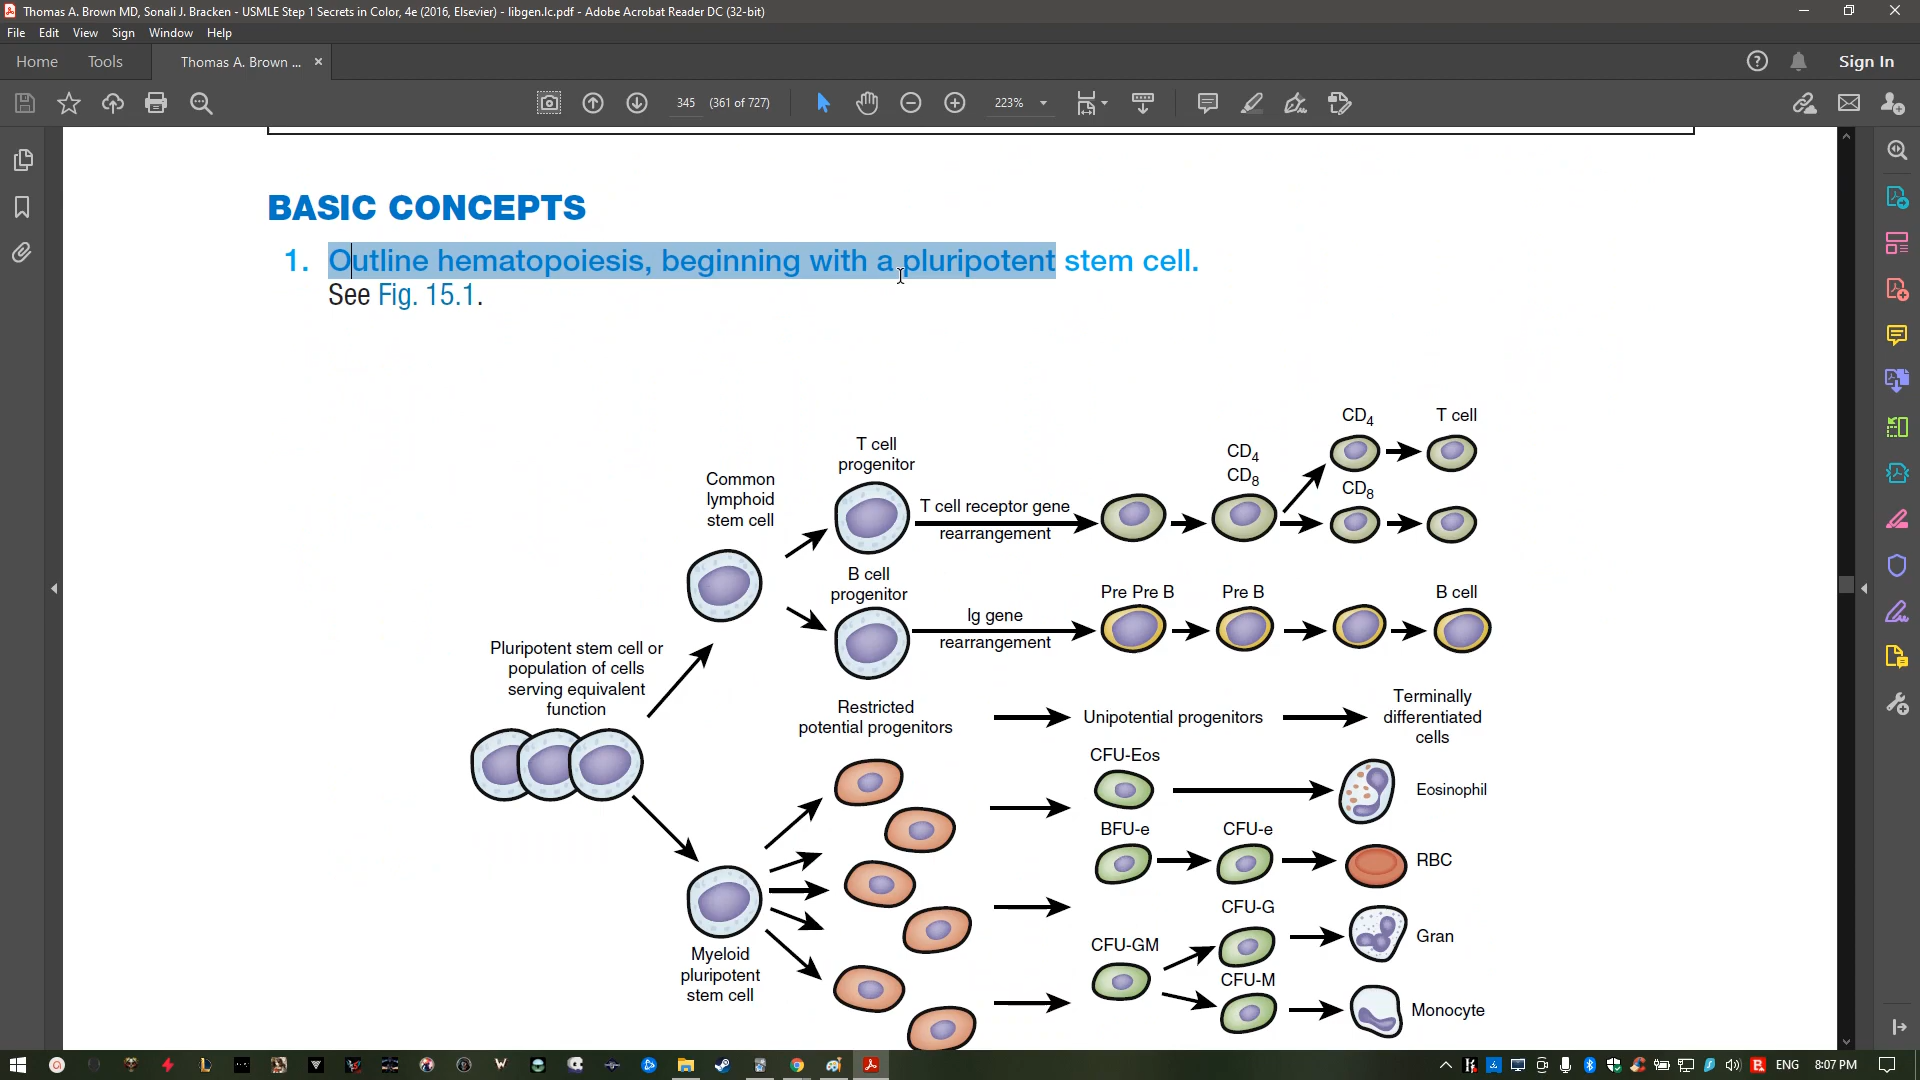 Thomas A. Brown MD, Sonali J. Bracken - USMLE Step 1 Secrets in Color, 4e (2016, Elsevier) - libgen.lc.pdf - Adobe Acrobat Reader DC (32-bit)
File Edit View Sign Window Help
Home Tools Thomas A. Brown ... × Sign In
345 (361 of 727) 223%
BASIC CONCEPTS
1. Outline hematopoiesis, beginning with a pluripotent stem cell.
See Fig. 15.1.
CD4 T cell
T cell
progenitor
CD4
CD8
Common
lymphoid
stem cell
CD8
T cell receptor gene
rearrangement
B cell
progenitor
Pre Pre B Pre B B cell
Ig gene
rearrangement
Pluripotent stem cell or
population of cells
serving equivalent
function
Restricted
potential progenitors
Unipotential progenitors
Terminally
differentiated
cells
CFU-Eos
Eosinophil
BFU-e CFU-e
RBC
CFU-G
Gran
CFU-GM
CFU-M
Monocyte
Myeloid
pluripotent
stem cell
ENG 8:07 PM